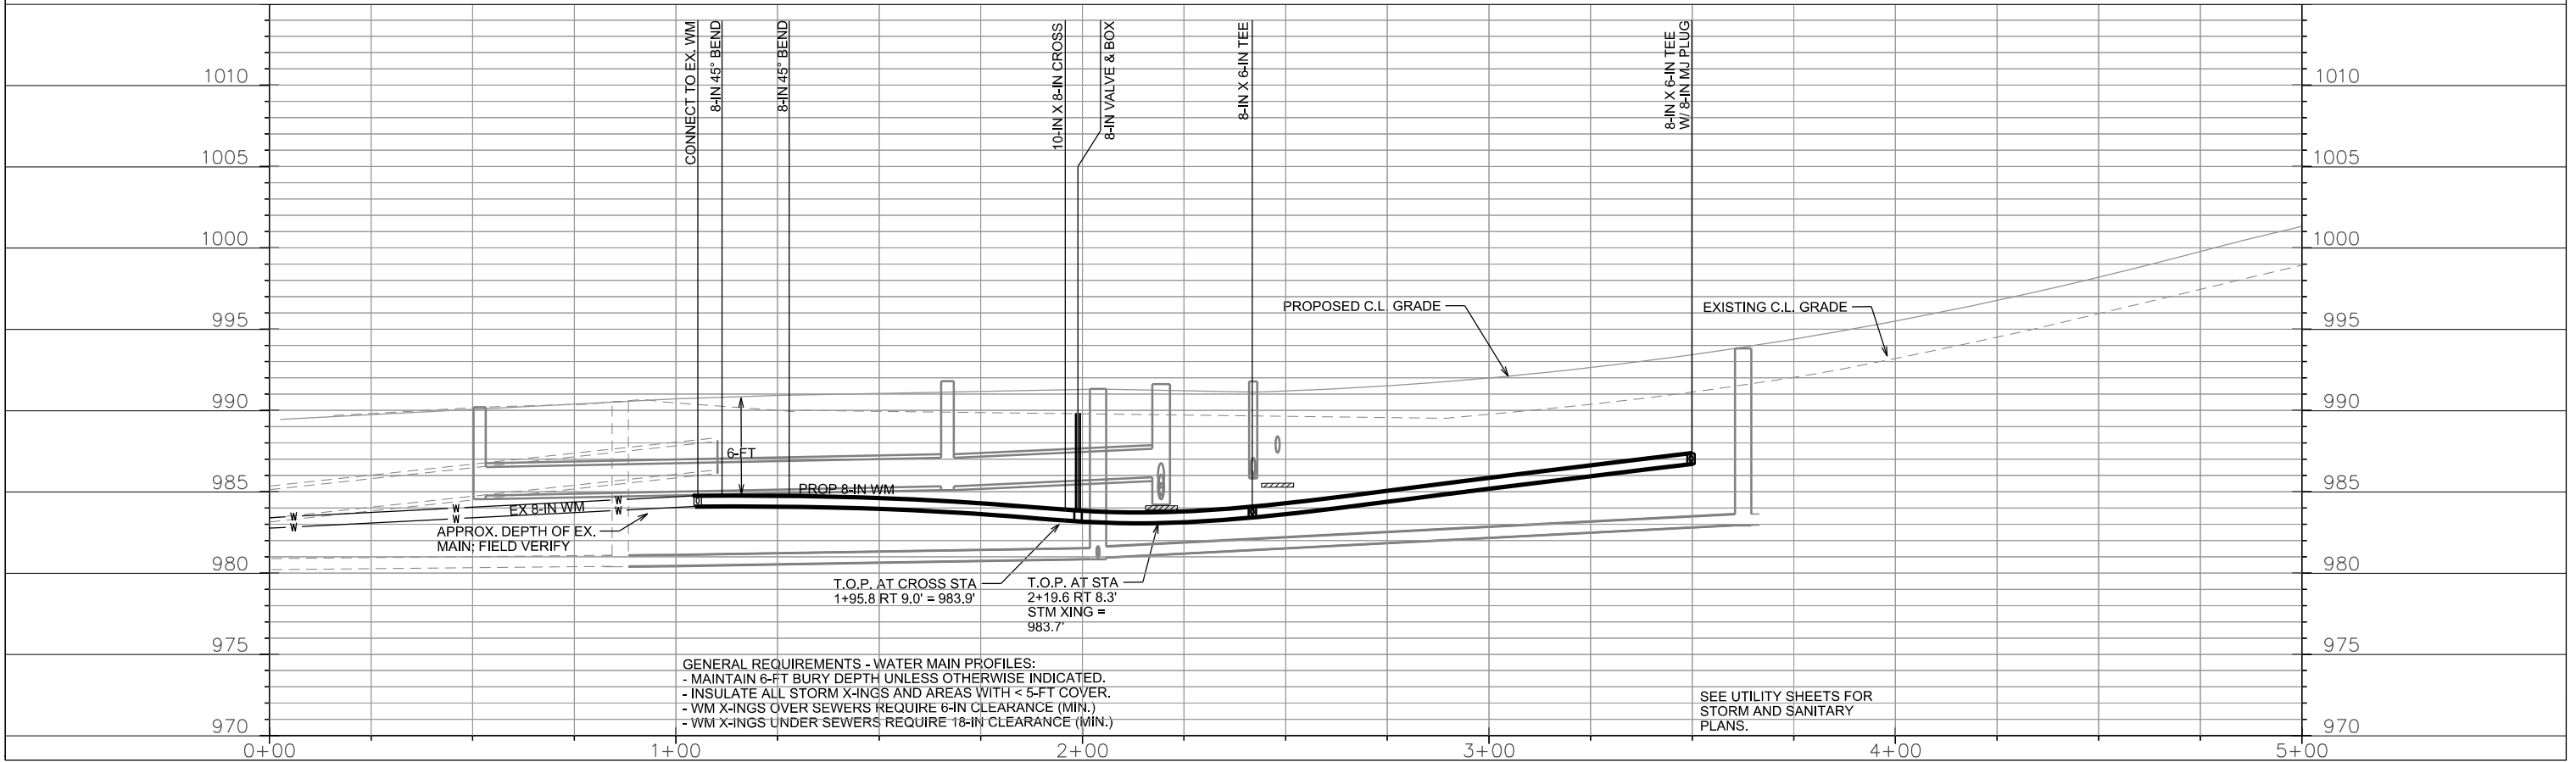 CONNECT TO EX. WM
8-IN 45° BEND
8-IN 45° BEND
10-IN X 8-IN CROSS
8-IN VALVE & BOX
8-IN X 6-IN TEE
8-IN X 6-IN TEE
W/ 8-IN MJ PLUG
1010
1010
1005
1005
1000
1000
995
PROPOSED C.L. GRADE
EXISTING C.L. GRADE
995
990
990
6-FT
985
PROP 8-IN WM
985
W
W
W
EX 8-IN WM
W
W
W
APPROX. DEPTH OF EX.
MAIN; FIELD VERIFY
980
980
T.O.P. AT CROSS STA
1+95.8 RT 9.0' = 983.9'
T.O.P. AT STA
2+19.6 RT 8.3'
STM XING =
983.7'
975
975
GENERAL REQUIREMENTS - WATER MAIN PROFILES:
- MAINTAIN 6-FT BURY DEPTH UNLESS OTHERWISE INDICATED.
- INSULATE ALL STORM X-INGS AND AREAS WITH < 5-FT COVER.
- WM X-INGS OVER SEWERS REQUIRE 6-IN CLEARANCE (MIN.)
- WM X-INGS UNDER SEWERS REQUIRE 18-IN CLEARANCE (MIN.)
SEE UTILITY SHEETS FOR
STORM AND SANITARY
PLANS.
970
970
0+00
1+00
2+00
3+00
4+00
5+00